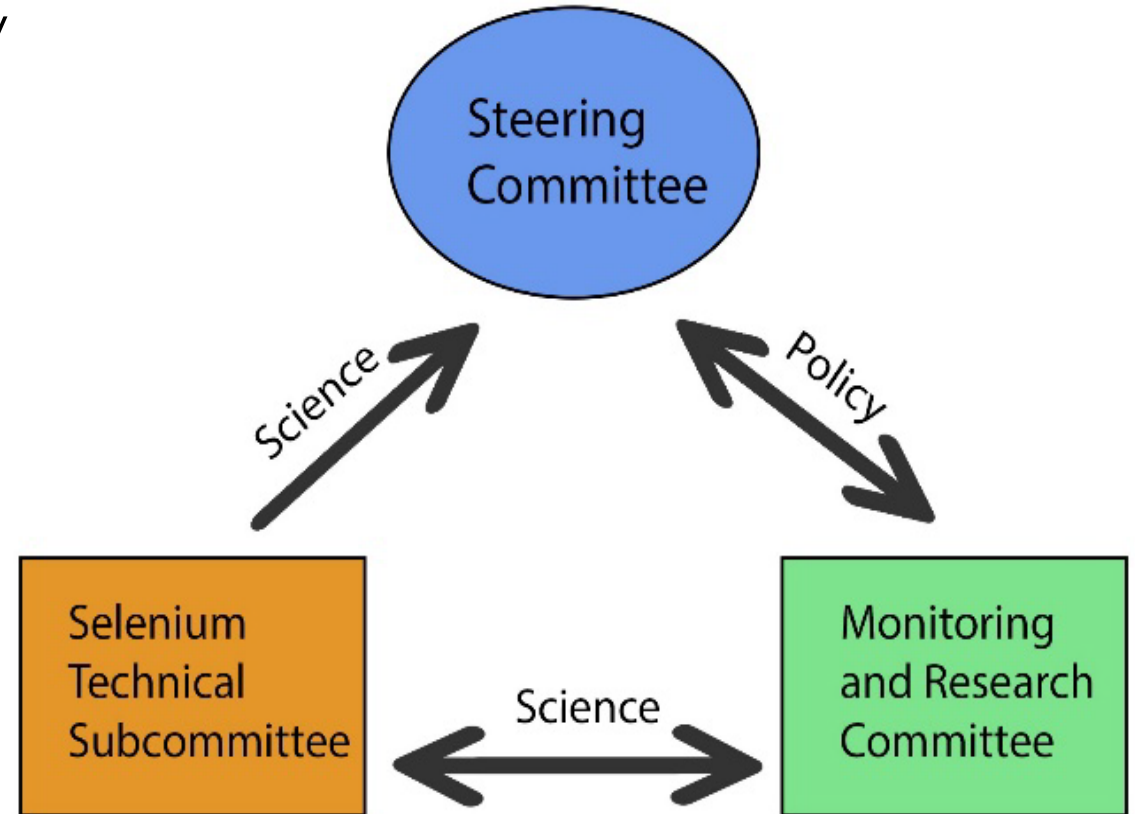 y
Steering
Committee
Science
Policy
Selenium
Technical
Subcommittee
Science
Monitoring
and Research
Committee